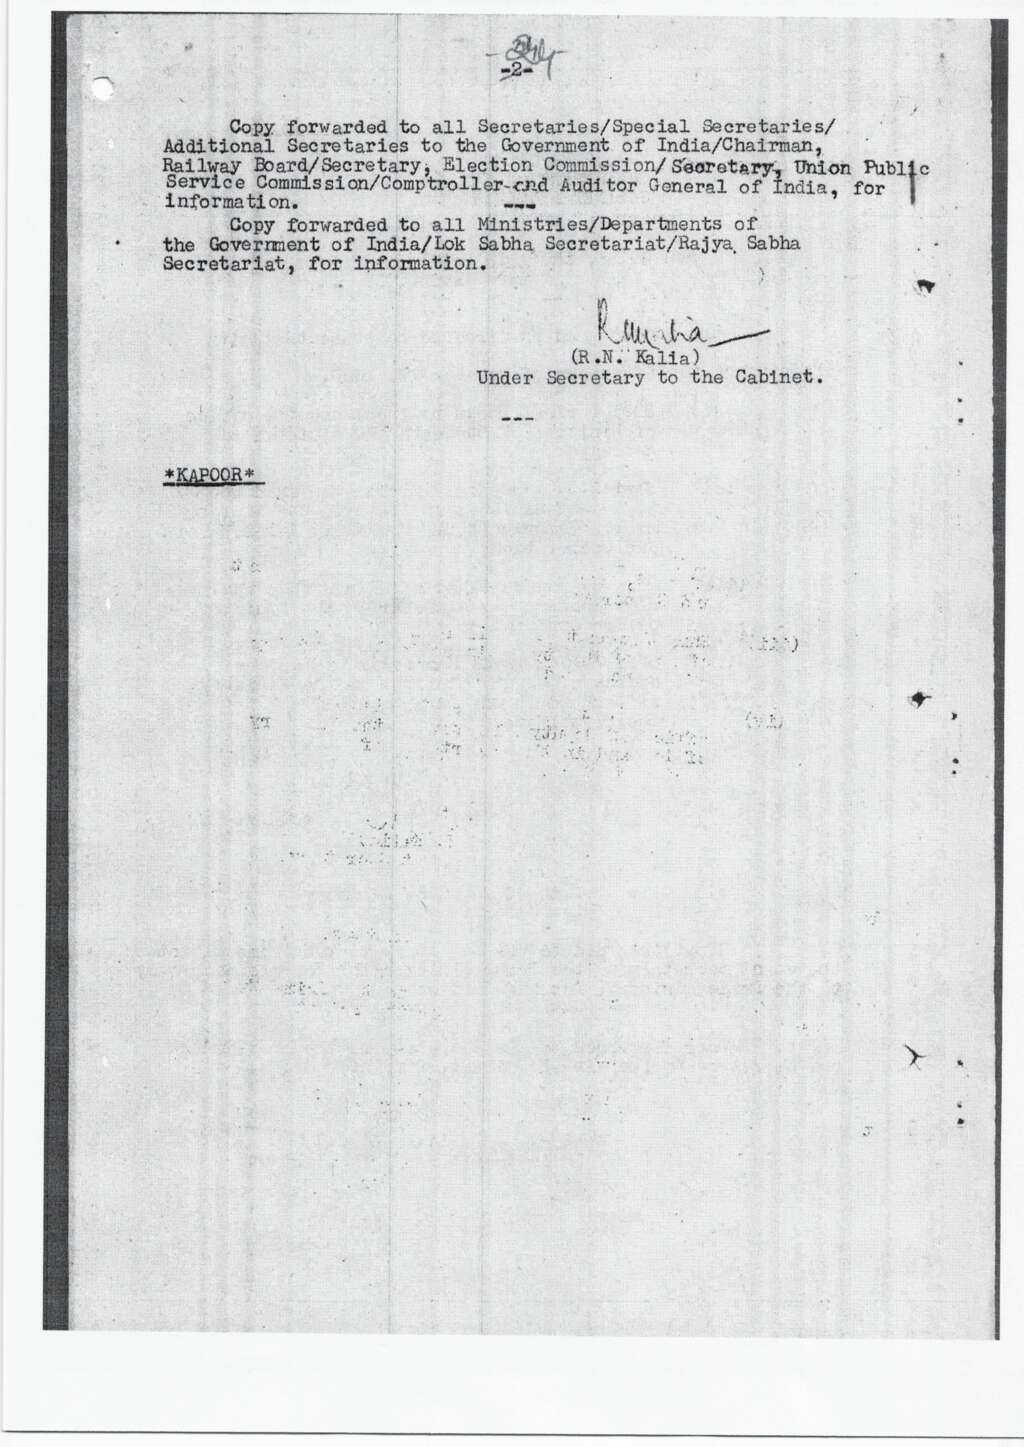 -2-
Copy forwarded to all Secretaries/Special Secretaries/
Additional Secretaries to the Government of India/Chairman,
Railway Board/Secretary, Election Commission/Secretary, Union Public
Service Commission/Comptroller-and Auditor General of India, for
information.
---
Copy forwarded to all Ministries/Departments of
the Government of India/Lok Sabha Secretariat/Rajya Sabha
Secretariat, for information.
(R.N. Kalia)
Under Secretary to the Cabinet.
---
*KAPOOR*